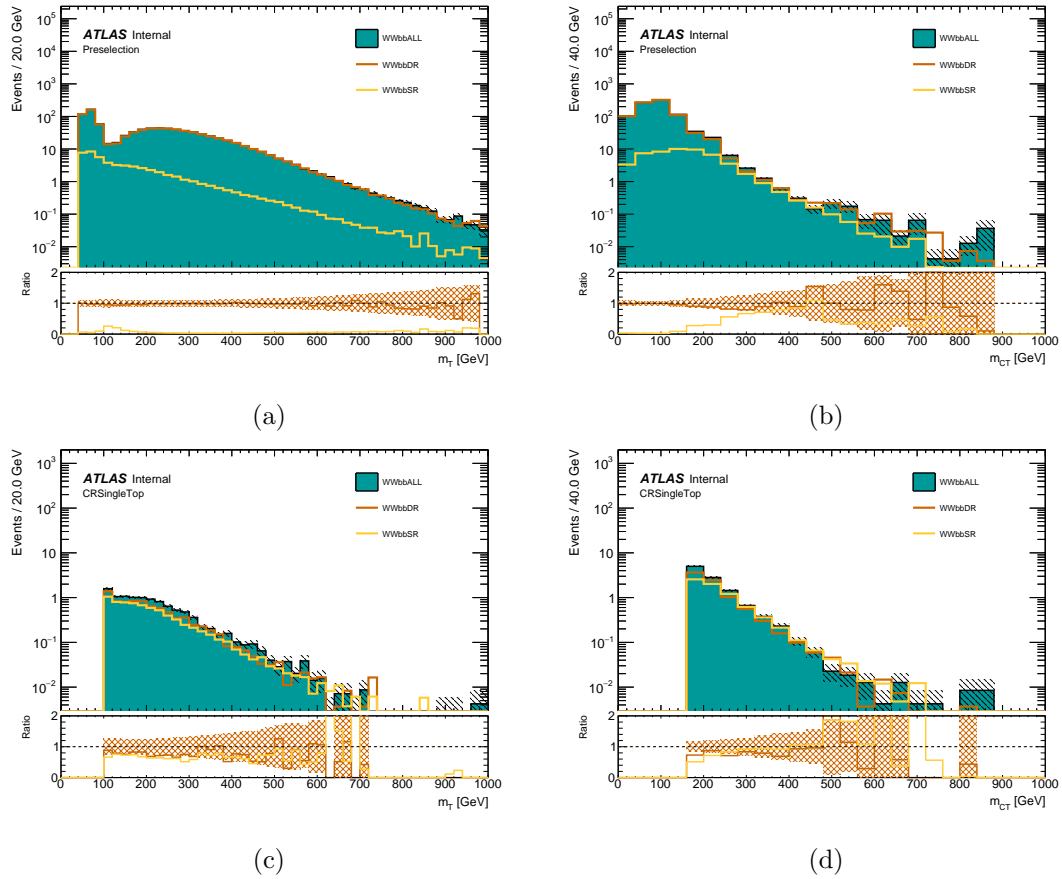 Events / 20.0 GeV
10^5
10^4
10^3
10^2
10
1
10^-1
10^-2
ATLAS Internal
Preselection
WWbbALL
WWbbDR
WWbbSR
Ratio
2
1
0
0 100 200 300 400 500 600 700 800 900 1000
m_T [GeV]
(a)
Events / 40.0 GeV
10^5
10^4
10^3
10^2
10
1
10^-1
10^-2
ATLAS Internal
Preselection
WWbbALL
WWbbDR
WWbbSR
Ratio
2
1
0
0 100 200 300 400 500 600 700 800 900 1000
m_CT [GeV]
(b)
Events / 20.0 GeV
10^3
10^2
10
1
10^-1
10^-2
ATLAS Internal
CRSingleTop
WWbbALL
WWbbDR
WWbbSR
Ratio
2
1
0
0 100 200 300 400 500 600 700 800 900 1000
m_T [GeV]
(c)
Events / 40.0 GeV
10^3
10^2
10
1
10^-1
10^-2
ATLAS Internal
CRSingleTop
WWbbALL
WWbbDR
WWbbSR
Ratio
2
1
0
0 100 200 300 400 500 600 700 800 900 1000
m_CT [GeV]
(d)